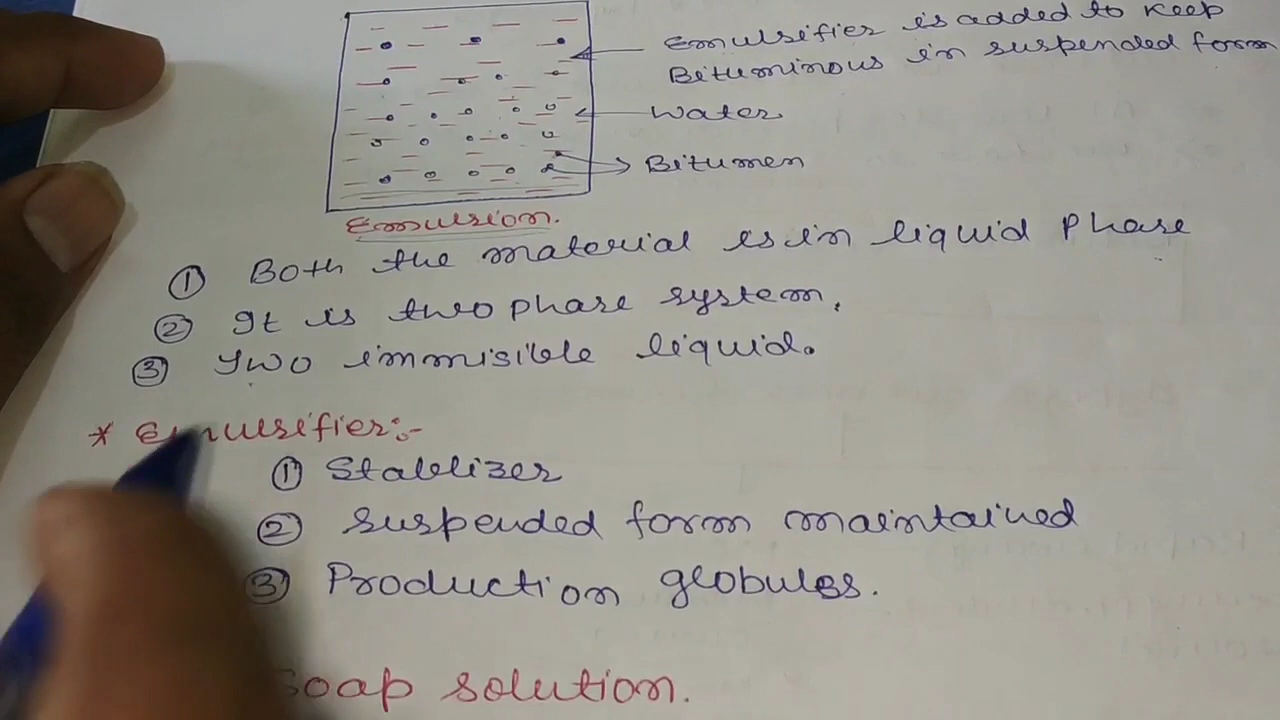 Emulsifier is added to keep
Bituminous in suspended form
Water
Bitumen
Emulsion.
① Both the material is in liquid Phase
② It is two phase system.
③ Two immisible liquid.
* Emulsifier:-
① Stablizer
② suspended form maintained
③ Production globules.
Soap solution.